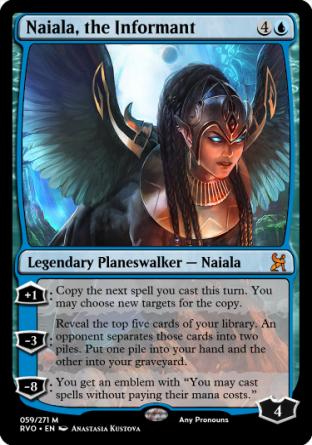 Naiala, the Informant 4
Legendary Planeswalker — Naiala
+1: Copy the next spell you cast this turn. You
may choose new targets for the copy.
Reveal the top five cards of your library. An
-3: opponent separates those cards into two
piles. Put one pile into your hand and the
other into your graveyard.
-8: You get an emblem with "You may cast
spells without paying their mana costs."
4
059/271 M
RVO • EN Anastasia Kustova
Any Pronouns